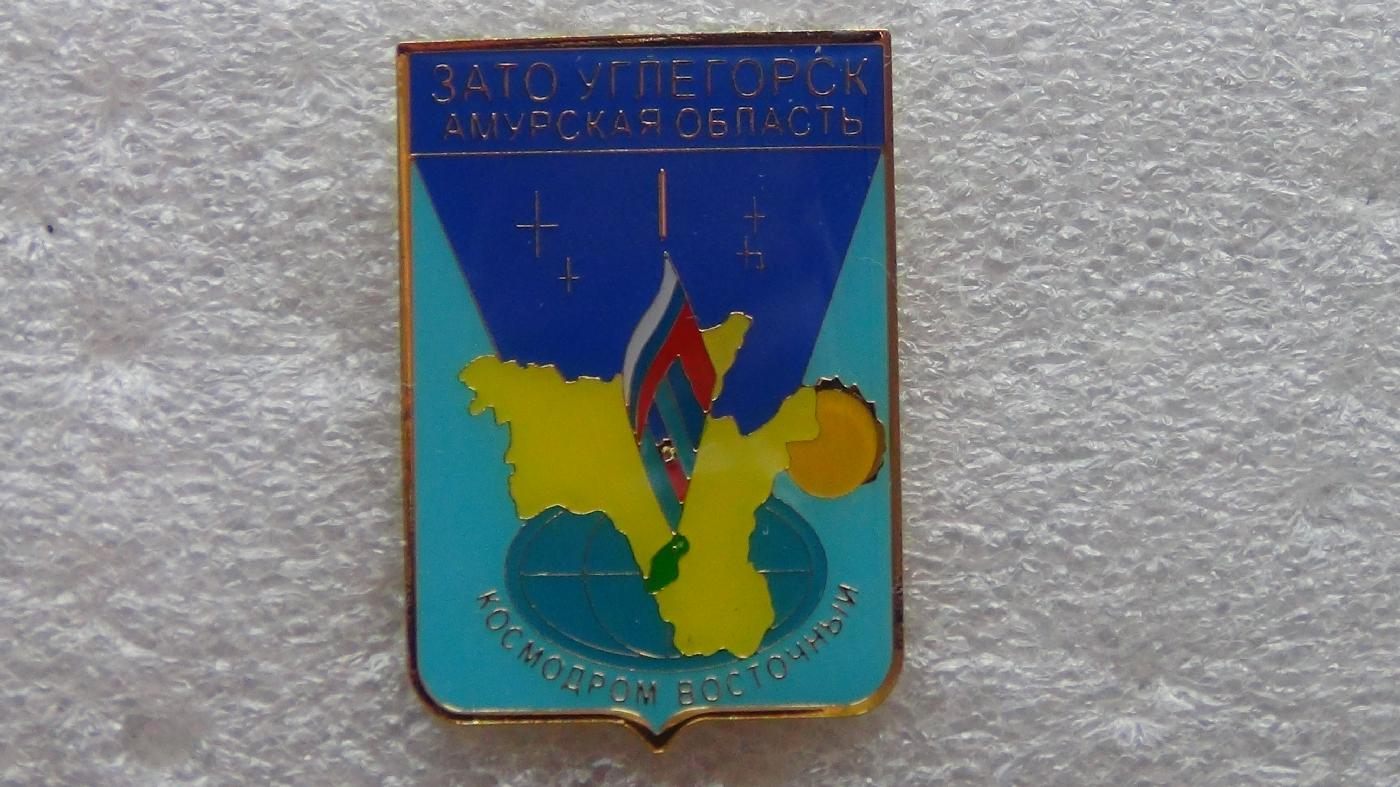 ЗАТО УГЛЕГОРСК
АМУРСКАЯ ОБЛАСТЬ
КОСМОДРОМ ВОСТОЧНЫЙ